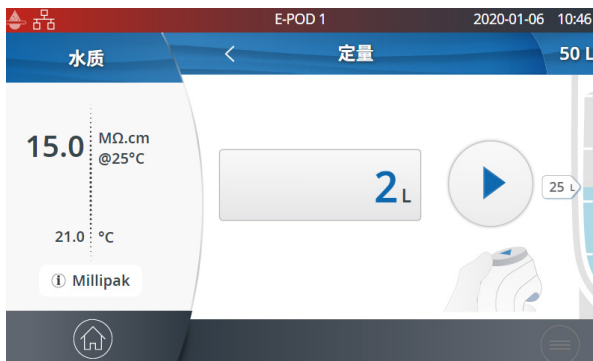 E-POD 1 2020-01-06 10:46
水质 定量 50 L
15.0 MΩ.cm
@25°C
2 L
25 L
21.0 °C
i Millipak